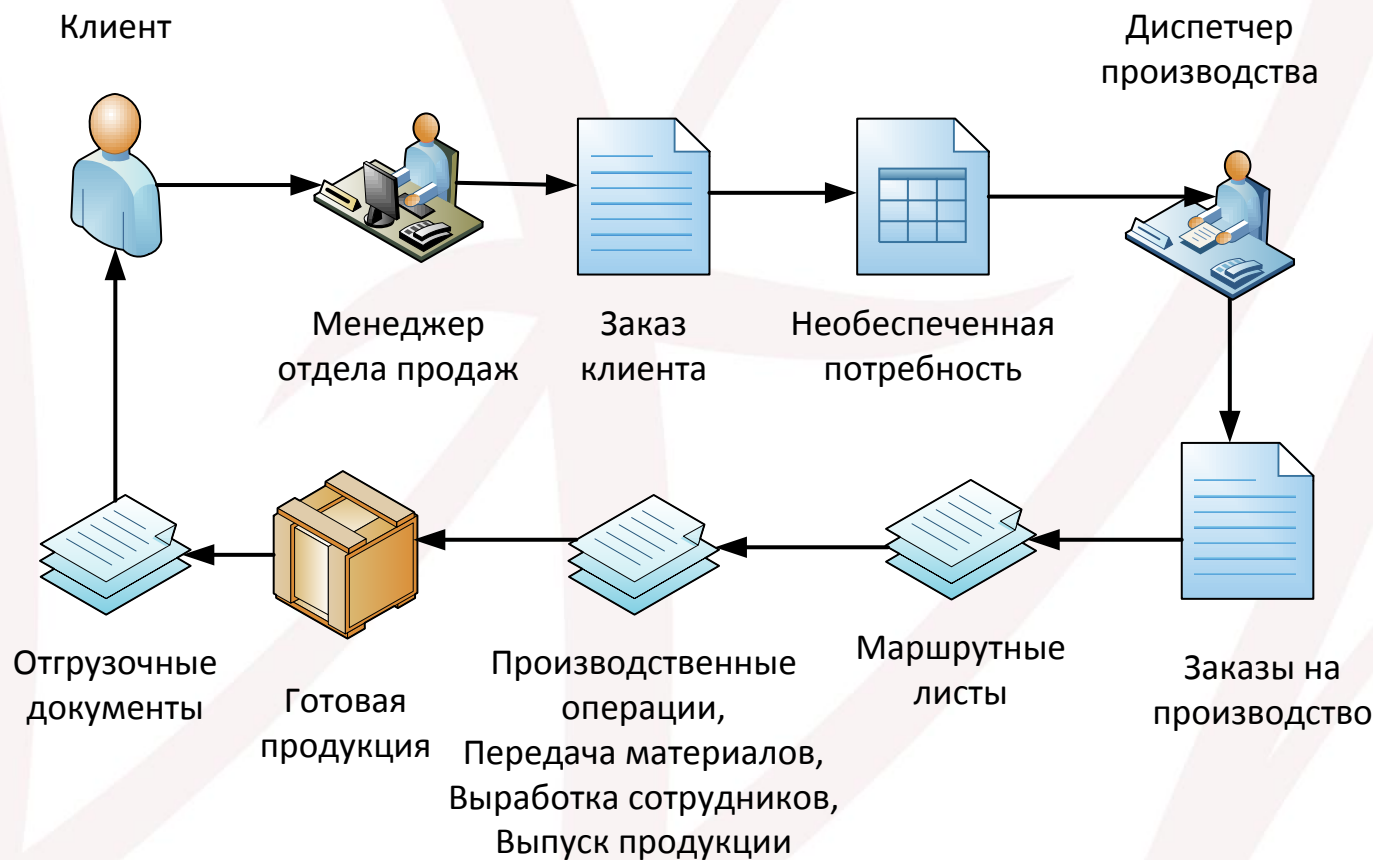 Клиент
Диспетчер
производства
Менеджер
отдела продаж
Заказ
клиента
Необеспеченная
потребность
Отгрузочные
документы
Готовая
продукция
Производственные
операции,
Передача материалов,
Выработка сотрудников,
Выпуск продукции
Маршрутные
листы
Заказы на
производство